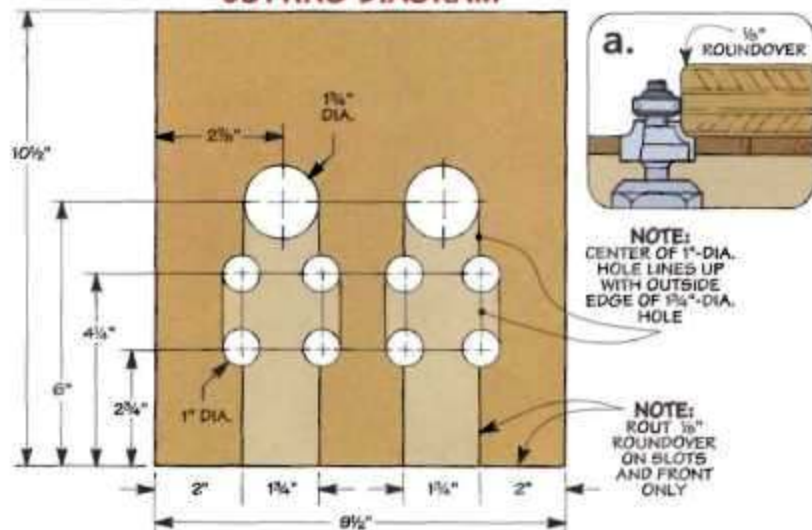 CUTTING DIAGRAM
a.
⅛"
ROUNDOVER
1¾"
DIA.
2⅞"
10½"
NOTE:
CENTER OF 1"-DIA.
HOLE LINES UP
WITH OUTSIDE
EDGE OF 1¾"-DIA.
HOLE
4½"
6"
2¾"
1" DIA.
NOTE:
ROUT ⅛"
ROUNDOVER
ON SLOTS
AND FRONT
ONLY
2"
1¾"
1¾"
2"
9½"